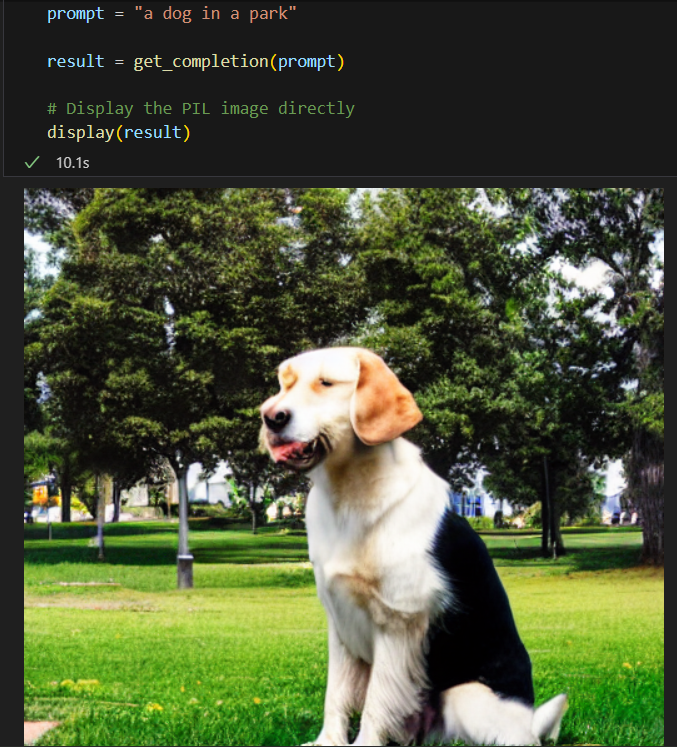 prompt = "a dog in a park"
result = get_completion(prompt)
# Display the PIL image directly
display(result)
10.1s